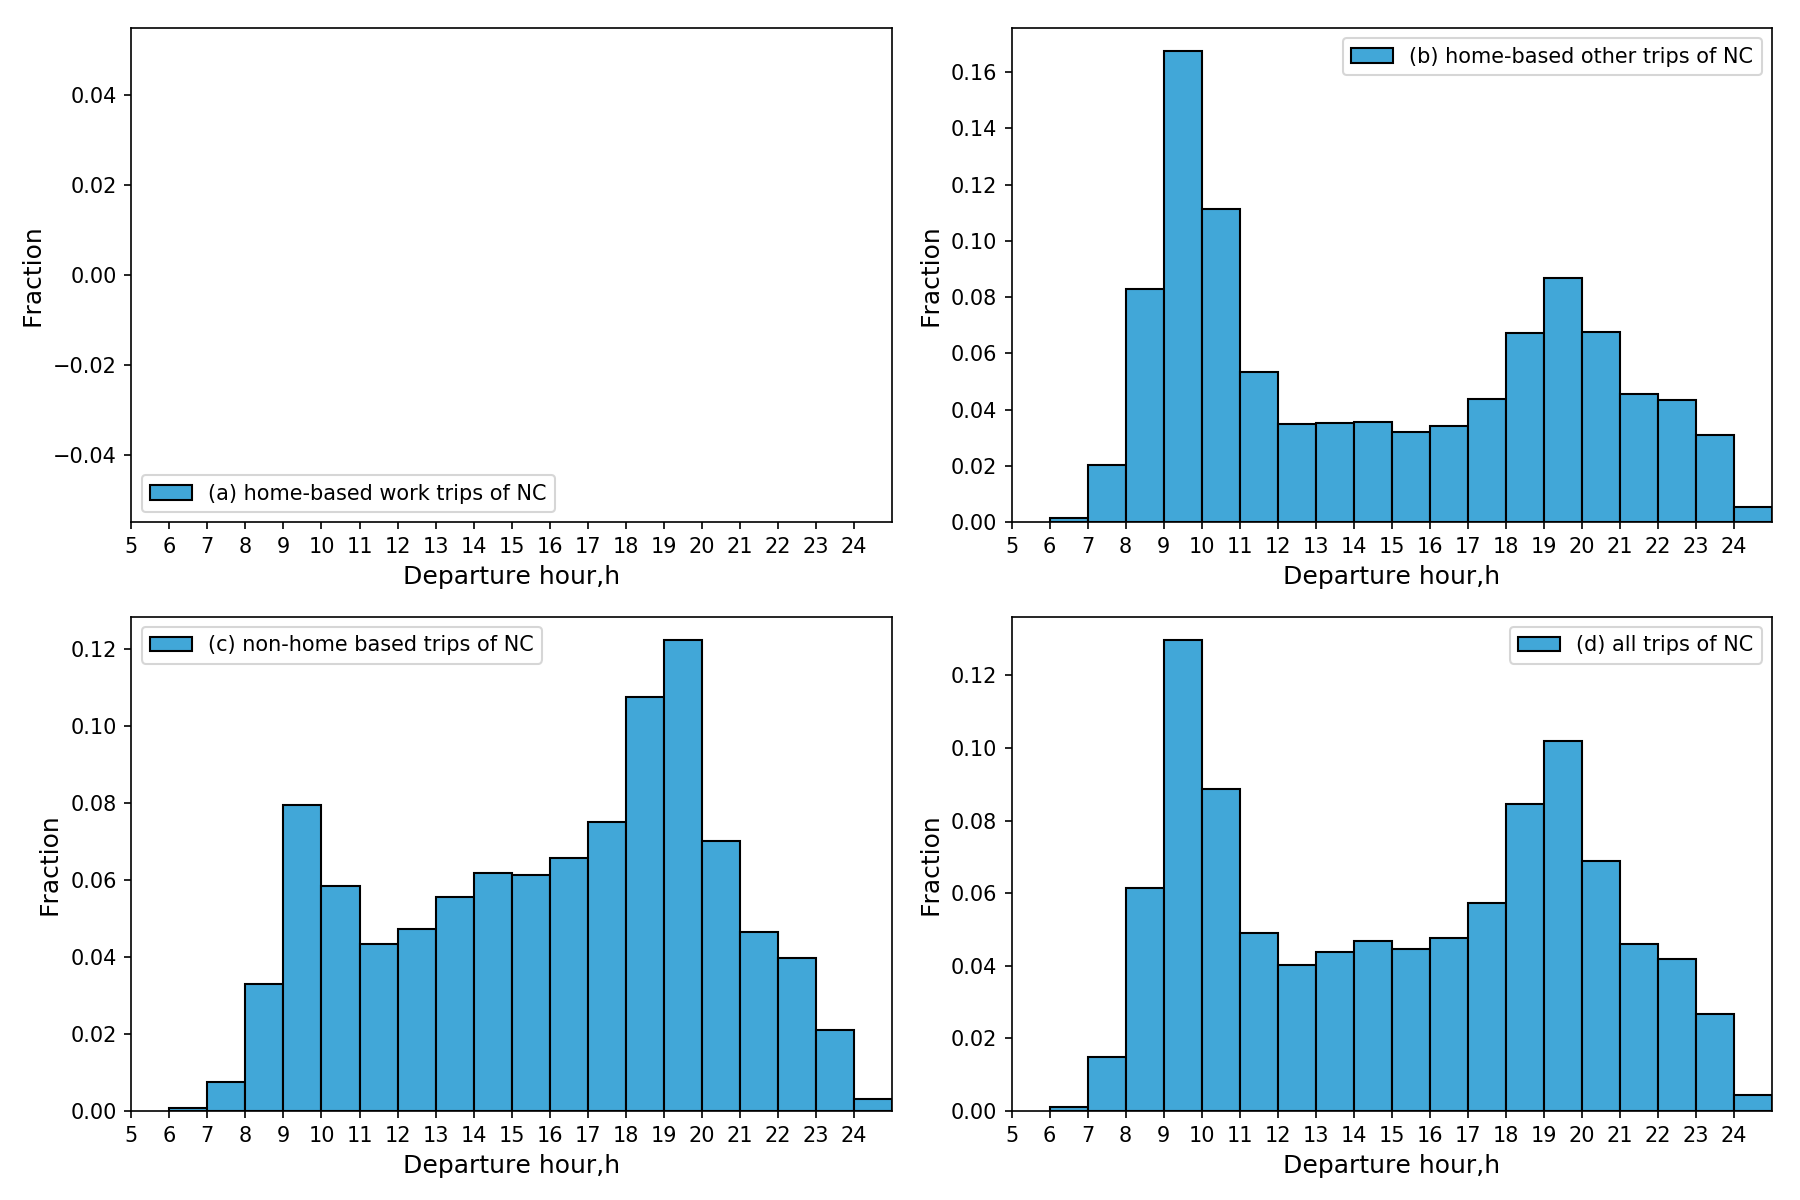 0.04
0.02
0.00
−0.02
−0.04
Fraction
(a) home-based work trips of NC
5 6 7 8 9 10 11 12 13 14 15 16 17 18 19 20 21 22 23 24
Departure hour,h
0.16
0.14
0.12
0.10
0.08
0.06
0.04
0.02
0.00
Fraction
(b) home-based other trips of NC
5 6 7 8 9 10 11 12 13 14 15 16 17 18 19 20 21 22 23 24
Departure hour,h
0.12
0.10
0.08
0.06
0.04
0.02
0.00
Fraction
(c) non-home based trips of NC
5 6 7 8 9 10 11 12 13 14 15 16 17 18 19 20 21 22 23 24
Departure hour,h
0.12
0.10
0.08
0.06
0.04
0.02
0.00
Fraction
(d) all trips of NC
5 6 7 8 9 10 11 12 13 14 15 16 17 18 19 20 21 22 23 24
Departure hour,h